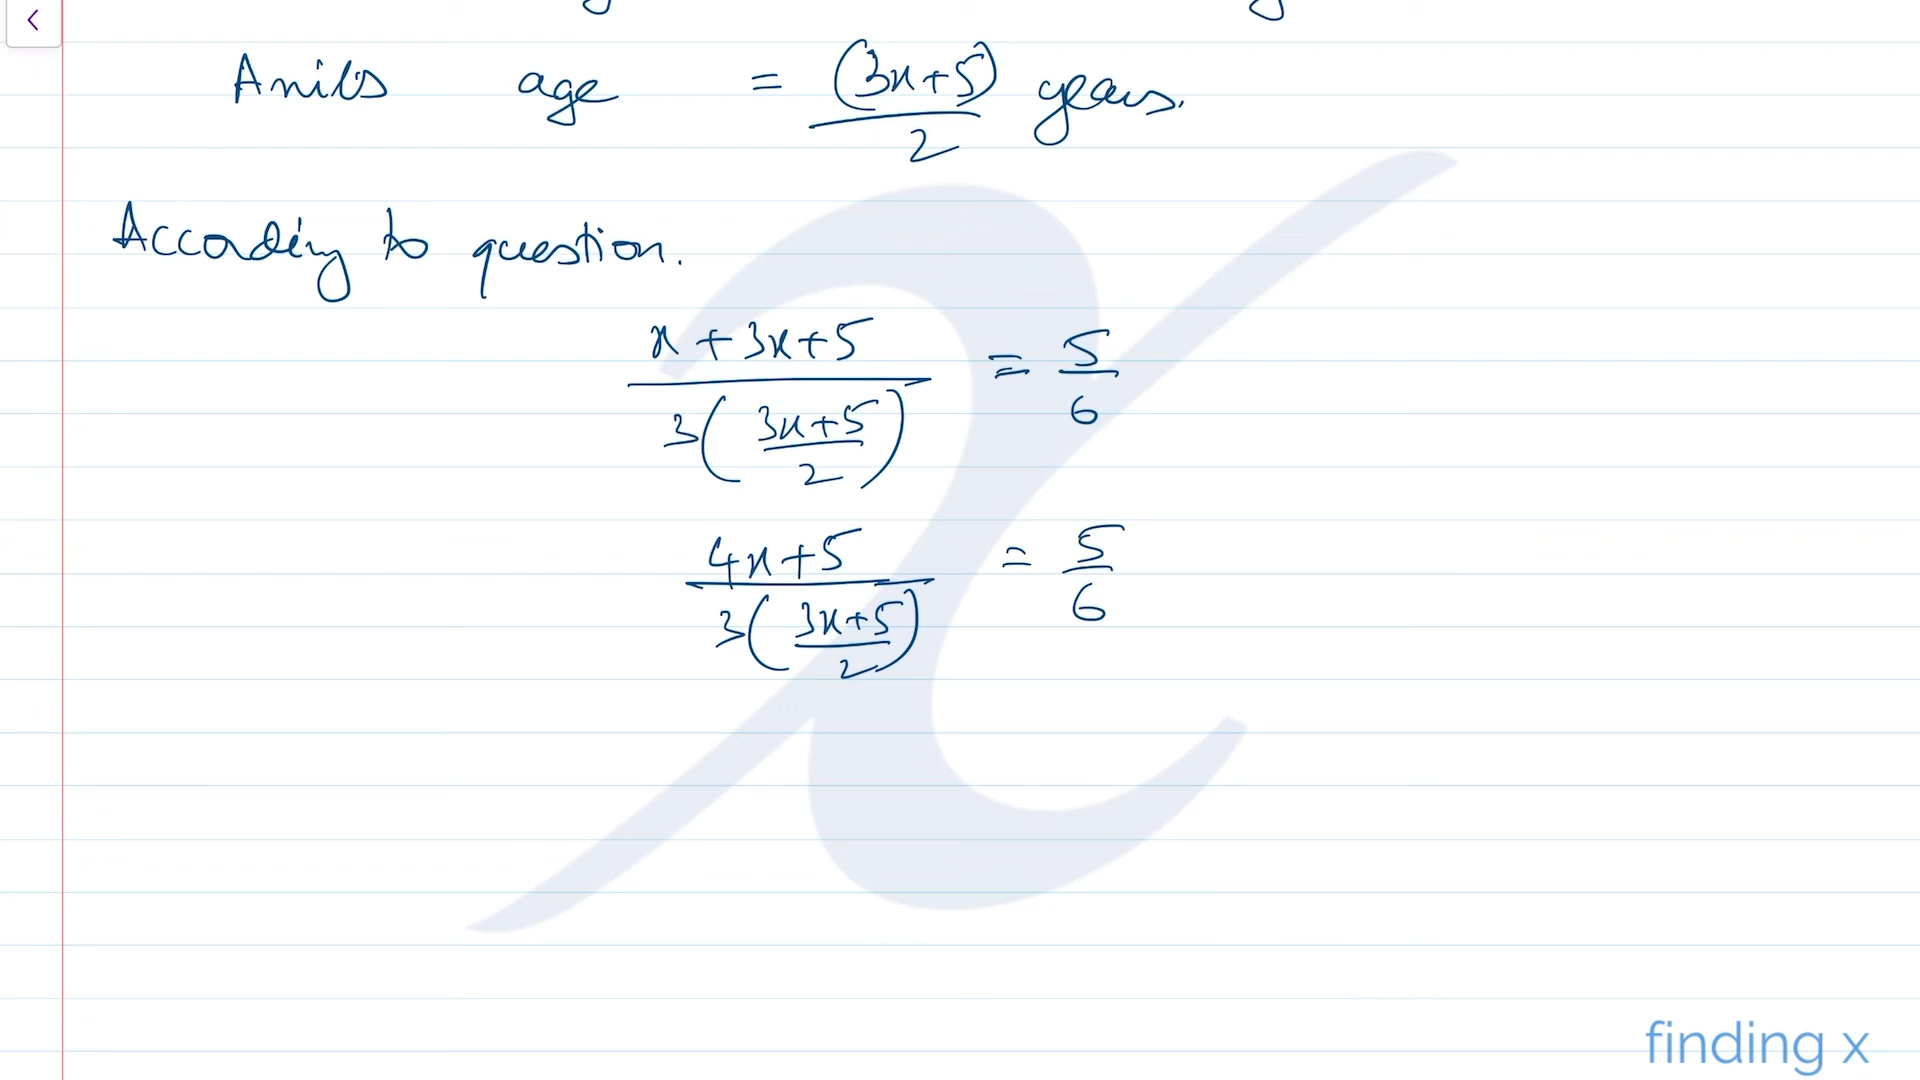 Anil's age = (3x+5)/2 years.
According to question.
(x + 3x+5)/(3((3x+5)/2)) = 5/6
(4x+5)/(3((3x+5)/2)) = 5/6
finding x